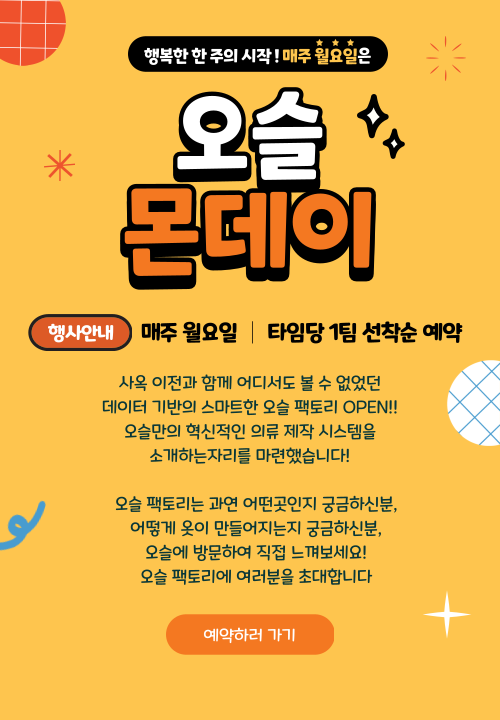 행복한 한 주의 시작! 매주 월요일은
오슬
몬데이
행사안내 매주 월요일 | 타임당 1팀 선착순 예약
사옥 이전과 함께 어디서도 볼 수 없었던
데이터 기반의 스마트한 오슬 팩토리 OPEN!!
오슬만의 혁신적인 의류 제작 시스템을
소개하는자리를 마련했습니다!
오슬 팩토리는 과연 어떤곳인지 궁금하신분,
어떻게 옷이 만들어지는지 궁금하신분,
오슬에 방문하여 직접 느껴보세요!
오슬 팩토리에 여러분을 초대합니다
예약하러 가기